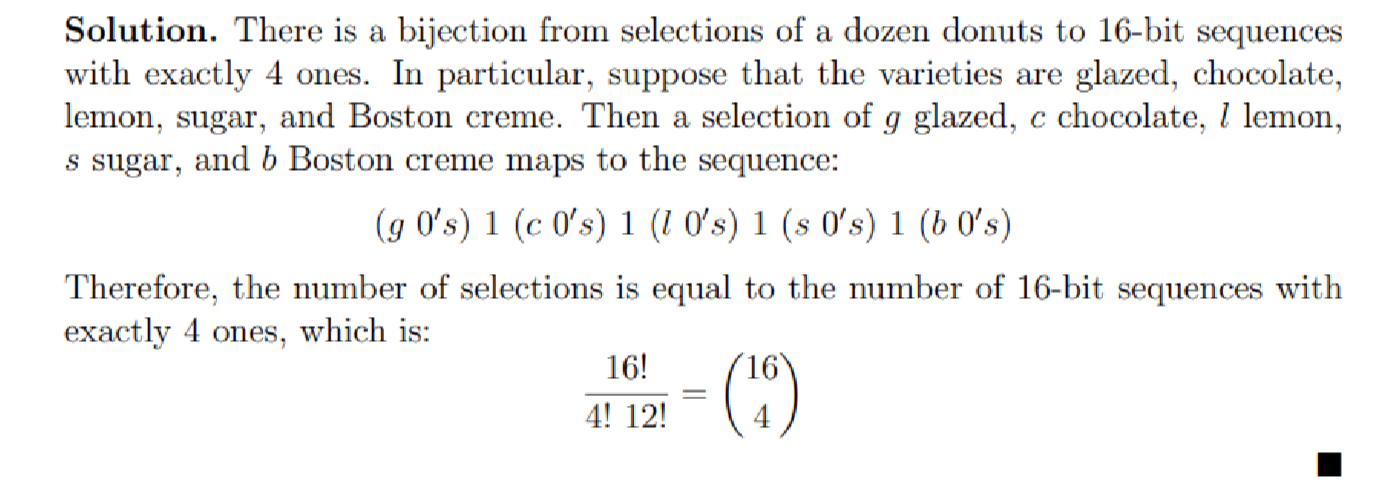 Solution. There is a bijection from selections of a dozen donuts to 16-bit sequences
with exactly 4 ones. In particular, suppose that the varieties are glazed, chocolate,
lemon, sugar, and Boston creme. Then a selection of g glazed, c chocolate, l lemon,
s sugar, and b Boston creme maps to the sequence:
(g 0′s) 1 (c 0′s) 1 (l 0′s) 1 (s 0′s) 1 (b 0′s)
Therefore, the number of selections is equal to the number of 16-bit sequences with
exactly 4 ones, which is:
16!
4! 12!
=
(16
4)
■